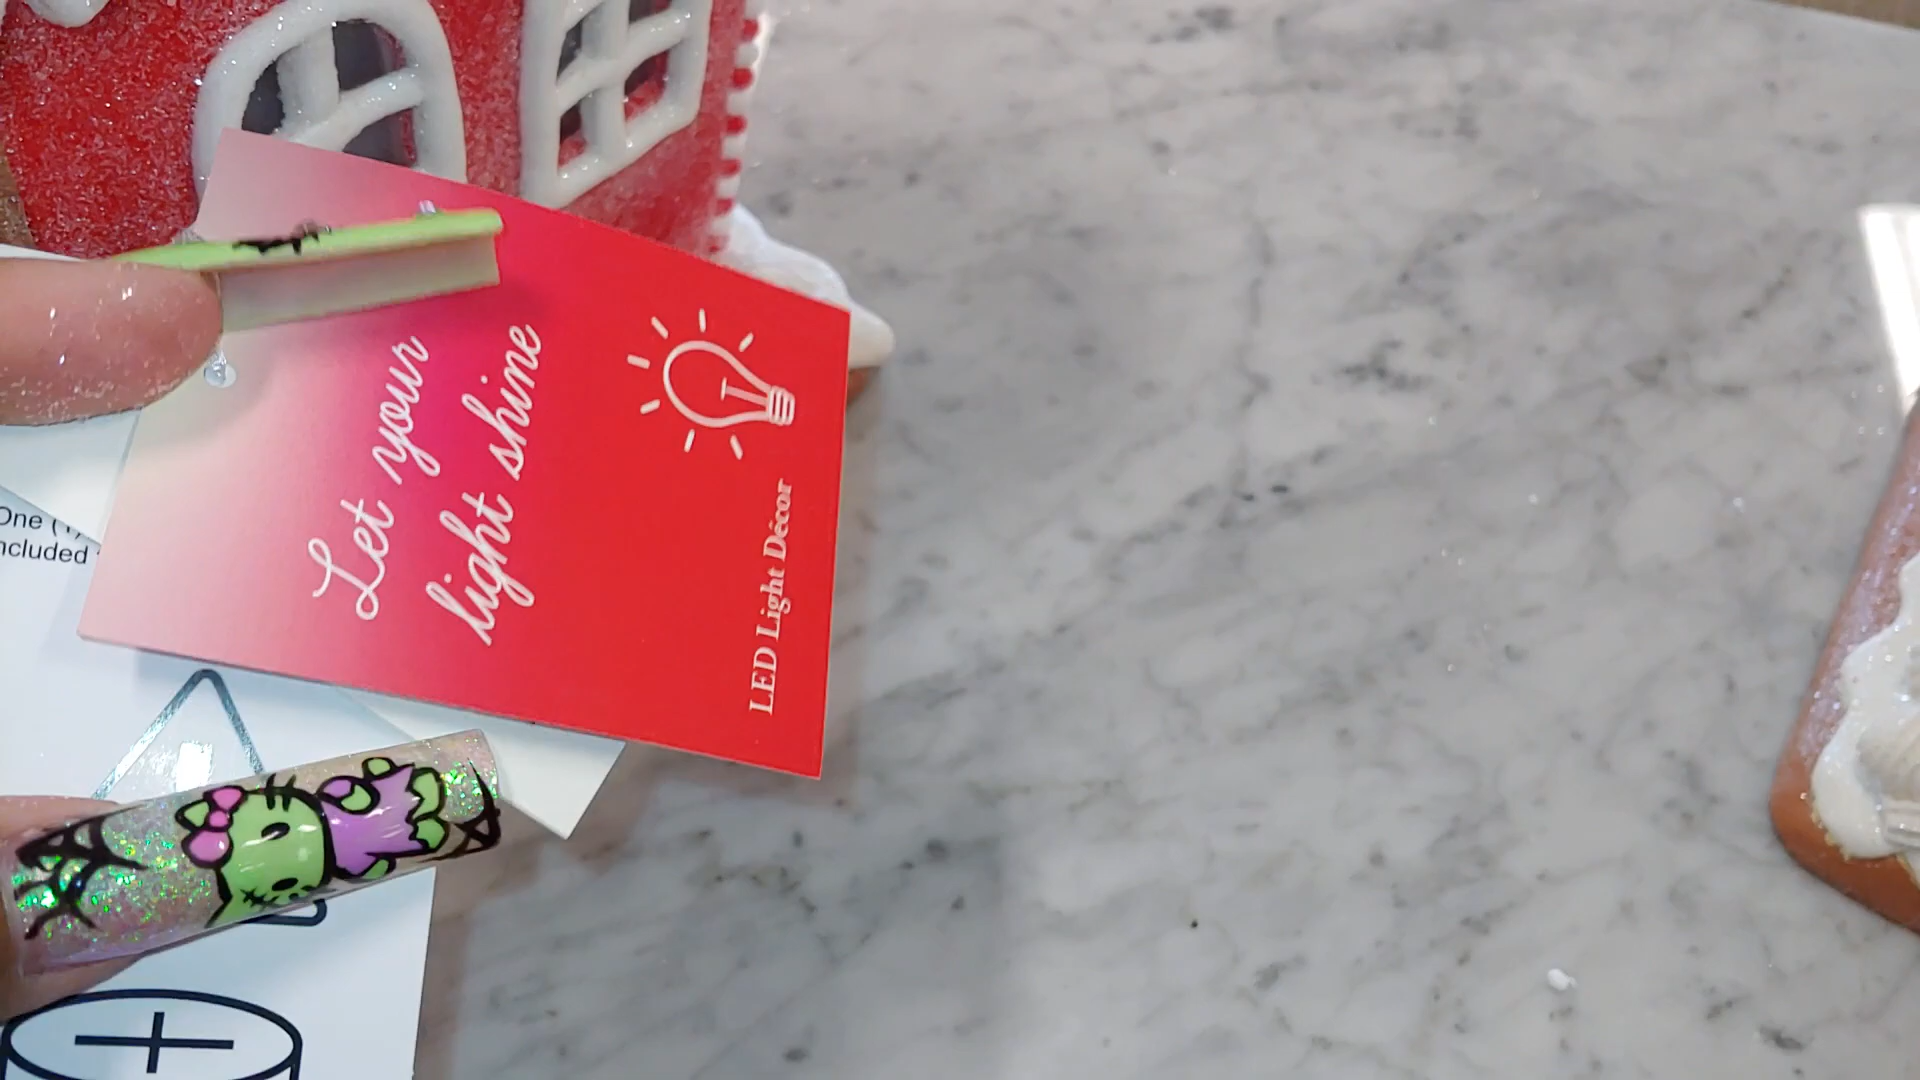 Let your
light shine
LED Light Décor
One (1)
ncluded